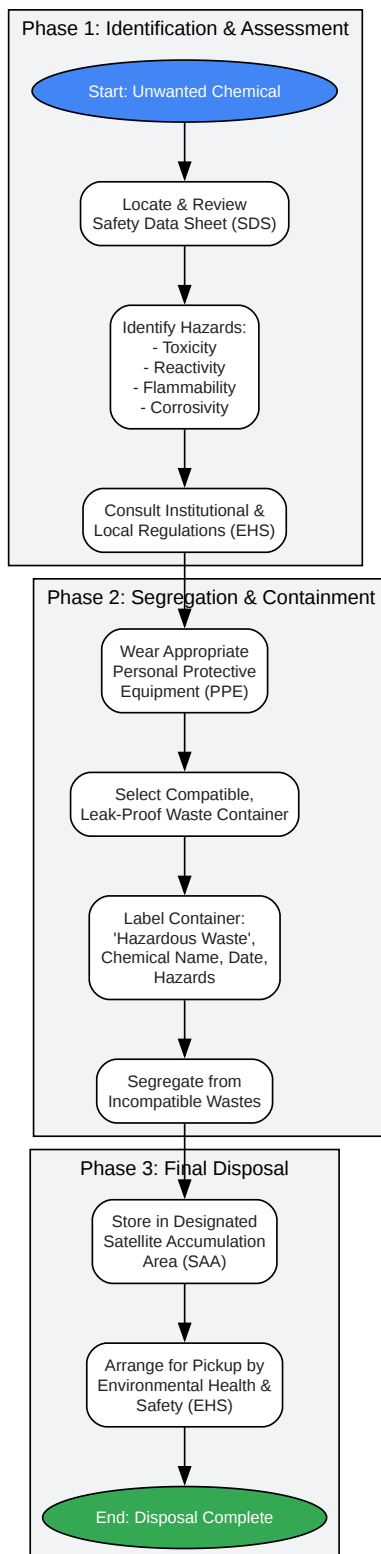 Phase 1: Identification & Assessment
Start: Unwanted Chemical
Locate & Review
Safety Data Sheet (SDS)
Identify Hazards:
- Toxicity
- Reactivity
- Flammability
- Corrosivity
Consult Institutional &
Local Regulations (EHS)
Phase 2: Segregation & Containment
Wear Appropriate
Personal Protective
Equipment (PPE)
Select Compatible,
Leak-Proof Waste Container
Label Container:
'Hazardous Waste',
Chemical Name, Date,
Hazards
Segregate from
Incompatible Wastes
Phase 3: Final Disposal
Store in Designated
Satellite Accumulation
Area (SAA)
Arrange for Pickup by
Environmental Health &
Safety (EHS)
End: Disposal Complete